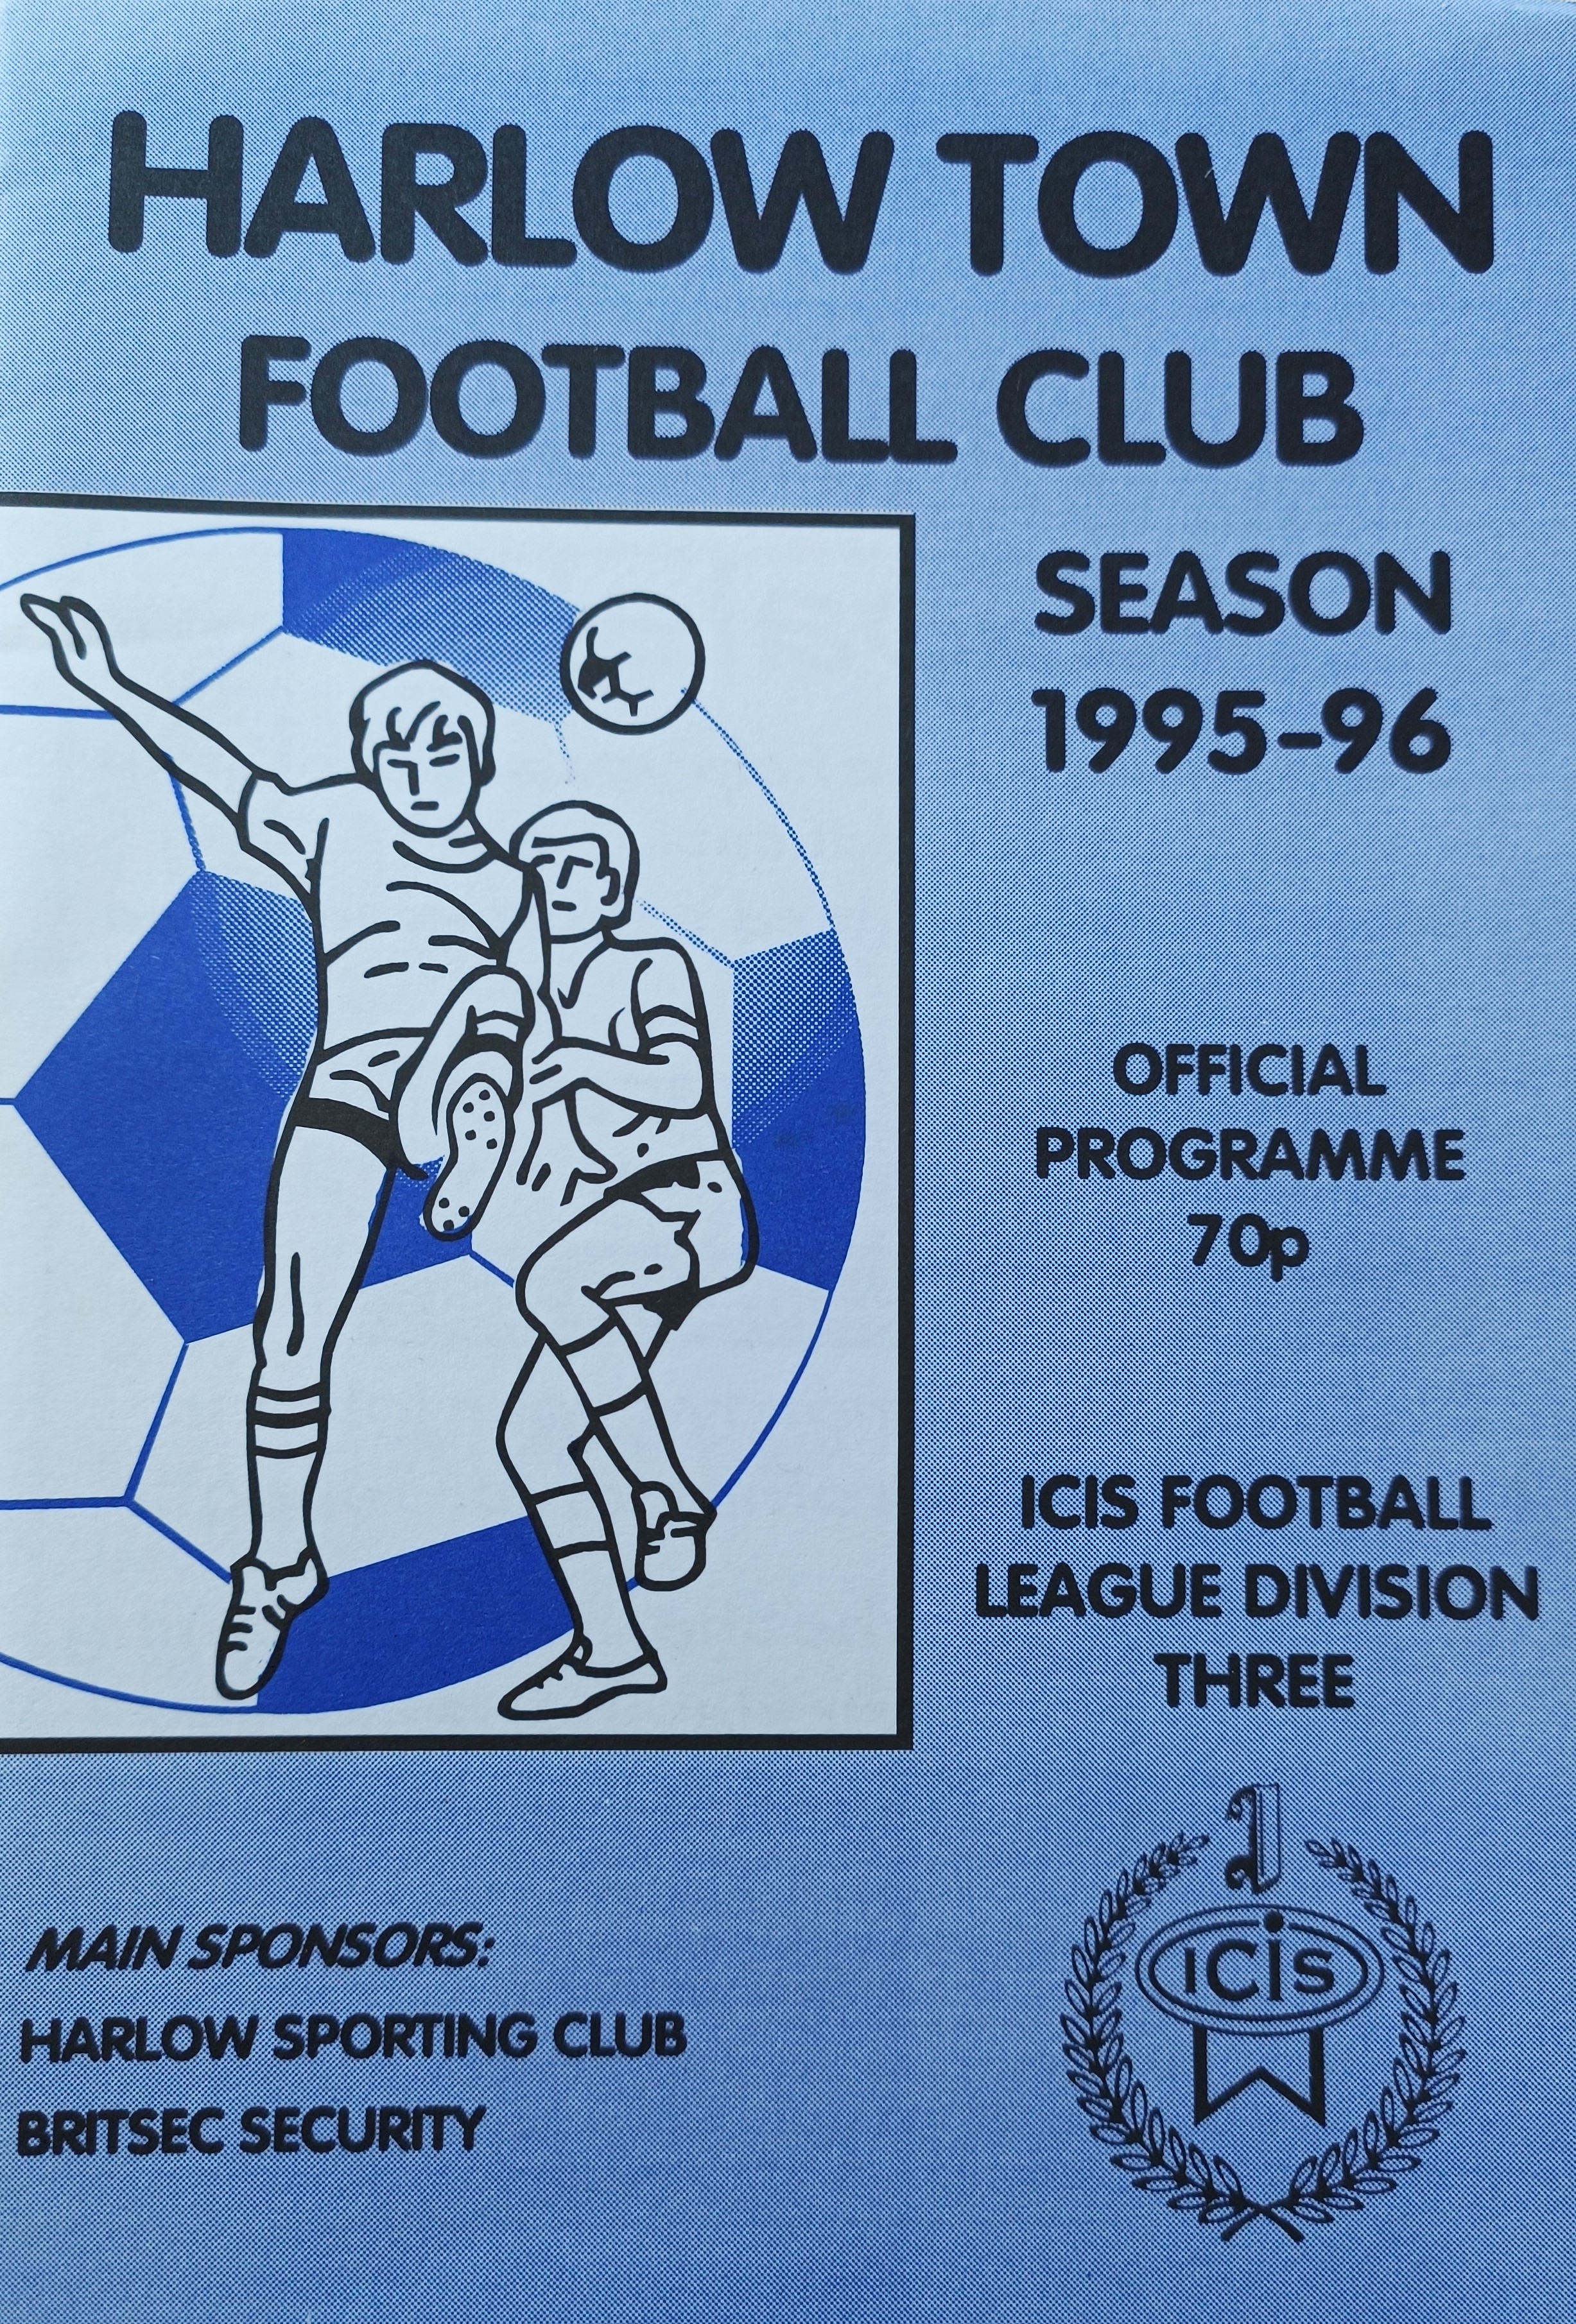 HARLOW TOWN
FOOTBALL CLUB
SEASON
1995-96
OFFICIAL
PROGRAMME
70p
ICIS FOOTBALL
LEAGUE DIVISION
THREE
MAIN SPONSORS:
HARLOW SPORTING CLUB
BRITSEC SECURITY
ICIS